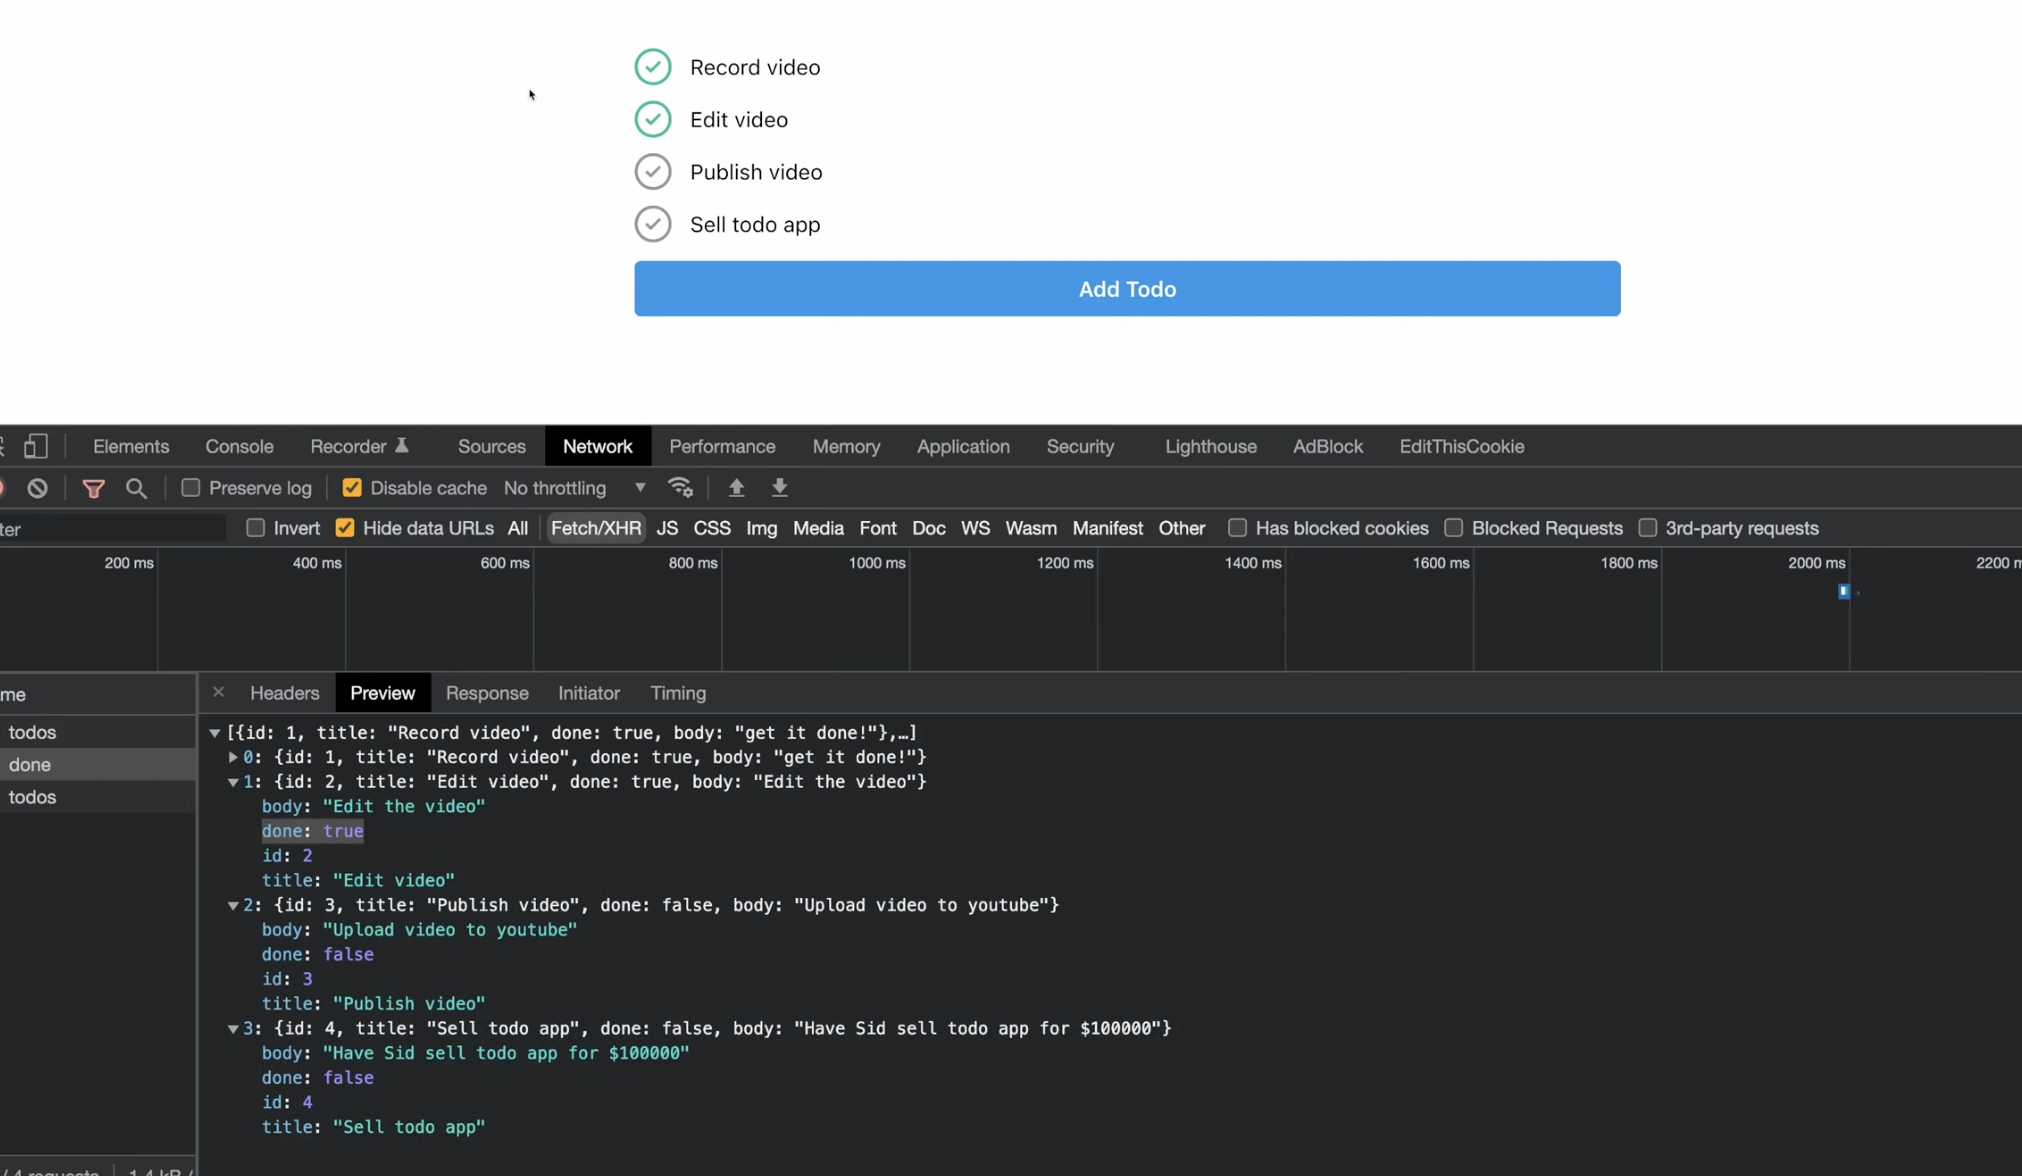 Record video
Edit video
Publish video
Sell todo app
Add Todo
Elements Console Recorder Sources Network Performance Memory Application Security Lighthouse AdBlock EditThisCookie
Preserve log Disable cache No throttling
ter Invert Hide data URLs All Fetch/XHR JS CSS Img Media Font Doc WS Wasm Manifest Other Has blocked cookies Blocked Requests 3rd-party requests
200 ms 400 ms 600 ms 800 ms 1000 ms 1200 ms 1400 ms 1600 ms 1800 ms 2000 ms 2200 m
me × Headers Preview Response Initiator Timing
todos
done
todos
[{id: 1, title: "Record video", done: true, body: "get it done!"},…]
0: {id: 1, title: "Record video", done: true, body: "get it done!"}
1: {id: 2, title: "Edit video", done: true, body: "Edit the video"}
body: "Edit the video"
done: true
id: 2
title: "Edit video"
2: {id: 3, title: "Publish video", done: false, body: "Upload video to youtube"}
body: "Upload video to youtube"
done: false
id: 3
title: "Publish video"
3: {id: 4, title: "Sell todo app", done: false, body: "Have Sid sell todo app for $100000"}
body: "Have Sid sell todo app for $100000"
done: false
id: 4
title: "Sell todo app"
/ 4 requests 1.4 kB /